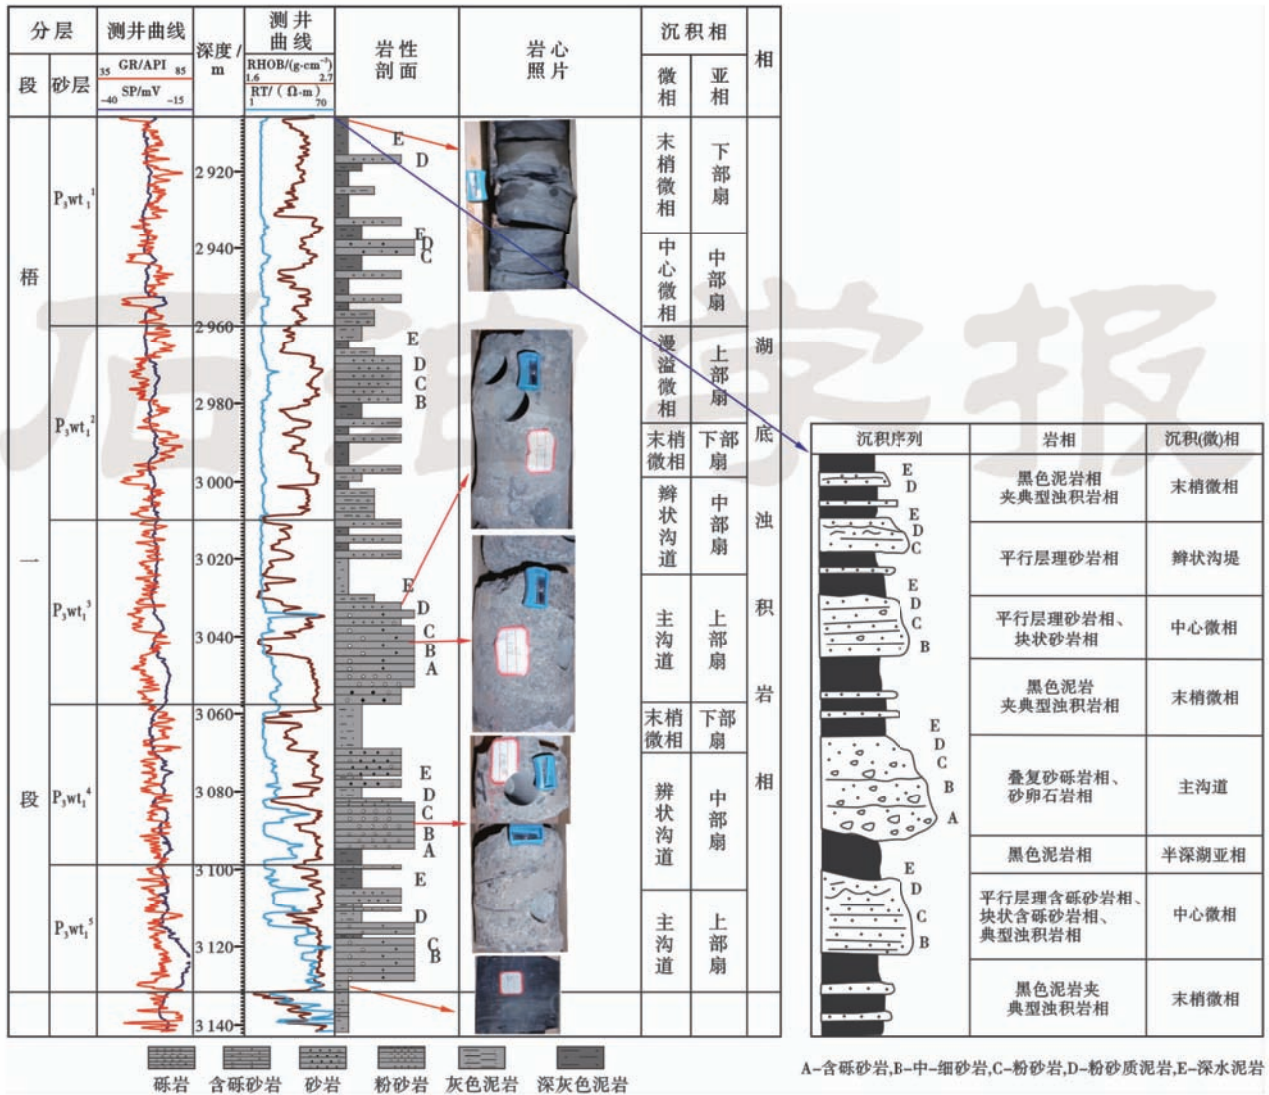 分层
测井曲线
深度/
m
测井
曲线
岩性
剖面
岩心
照片
沉积相
相
段
砂层
35 GR/API 85
-40 SP/mV -15
RHOB/(g·cm⁻³)
1.6 2.7
RT/(Ω·m)
1 70
微相
亚相
梧
一
段
P₃wt₁¹
P₃wt₁²
P₃wt₁³
P₃wt₁⁴
P₃wt₁⁵
2 920
2 940
2 960
2 980
3 000
3 020
3 040
3 060
3 080
3 100
3 120
3 140
E
D
E
D
C
E
D
C
B
E
D
C
B
A
E
D
C
B
A
E
D
C
B
末梢微相
下部扇
中心微相
中部扇
漫溢微相
上部扇
末梢微相
下部扇
辫状沟道
中部扇
主沟道
上部扇
末梢微相
下部扇
辫状沟道
中部扇
主沟道
上部扇
湖底浊积岩相
石油学报
沉积序列
岩相
沉积(微)相
E
D
黑色泥岩相
夹典型浊积岩相
末梢微相
E
D
C
平行层理砂岩相
辫状沟堤
E
D
C
B
平行层理砂岩相、
块状砂岩相
中心微相
黑色泥岩
夹典型浊积岩相
末梢微相
E
D
C
B
A
叠复砂砾岩相、
砂卵石岩相
主沟道
黑色泥岩相
半深湖亚相
E
D
C
B
平行层理含砾砂岩相、
块状含砾砂岩相、
典型浊积岩相
中心微相
黑色泥岩夹
典型浊积岩相
末梢微相
砾岩 含砾砂岩 砂岩 粉砂岩 灰色泥岩 深灰色泥岩
A-含砾砂岩,B-中-细砂岩,C-粉砂岩,D-粉砂质泥岩,E-深水泥岩